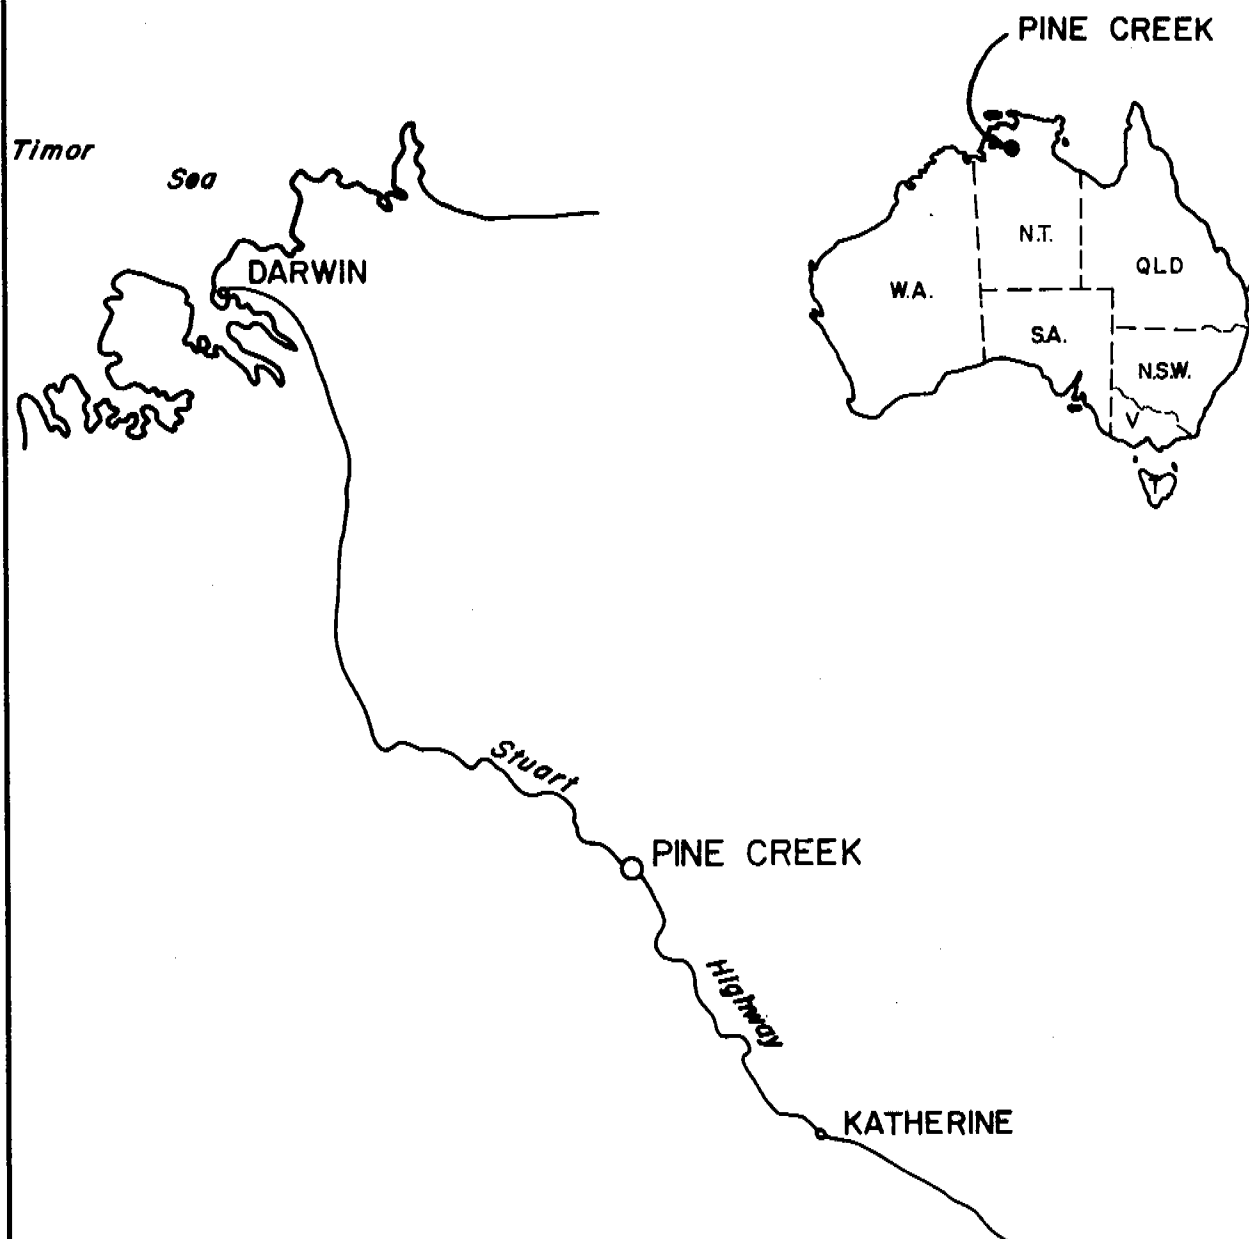 PINE CREEK
Timor
Sea
DARWIN
N.T.
QLD
W.A.
S.A.
N.S.W.
V
T
Stuart
PINE CREEK
Highway
KATHERINE